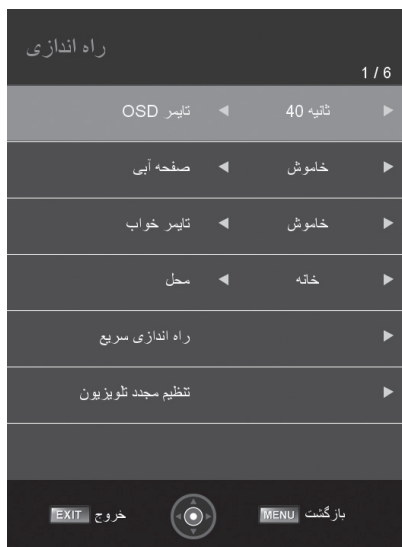 راه اندازی
1 / 6
تایمر OSD ثانیه 40
صفحه آبی خاموش
تایمر خواب خاموش
محل خانه
راه اندازی سریع
تنظیم مجدد تلویزیون
خروج EXIT بازگشت MENU